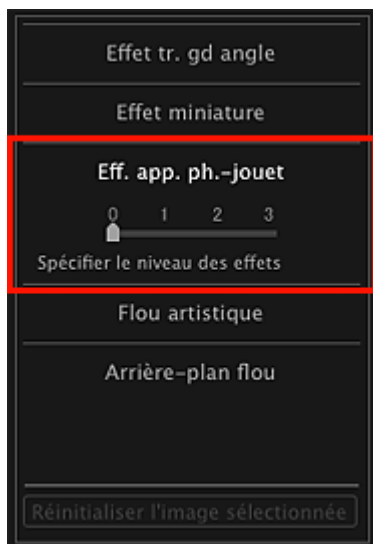 Effet tr. gd angle
Effet miniature
Eff. app. ph.-jouet
0 1 2 3
Spécifier le niveau des effets
Flou artistique
Arrière-plan flou
Réinitialiser l'image sélectionnée